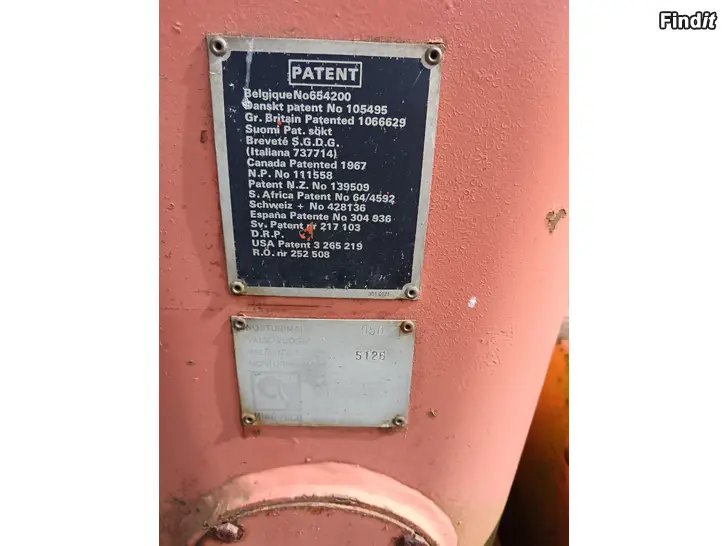 Findit
PATENT
Belgique No 654200
Danskt patent No 105495
Gr. Britain Patented 1066629
Suomi Pat. sökt
Breveté S.G.D.G.
(Italiana 737714)
Canada Patented 1967
N.P. No 111558
Patent N.Z. No 139509
S. Africa Patent No 64/4592
Schweiz + No 428136
España Patente No 304 936
Sv. Patent nr 217 103
D.R.P.
USA Patent 3 265 219
R.Ö. nr 252 508
5126